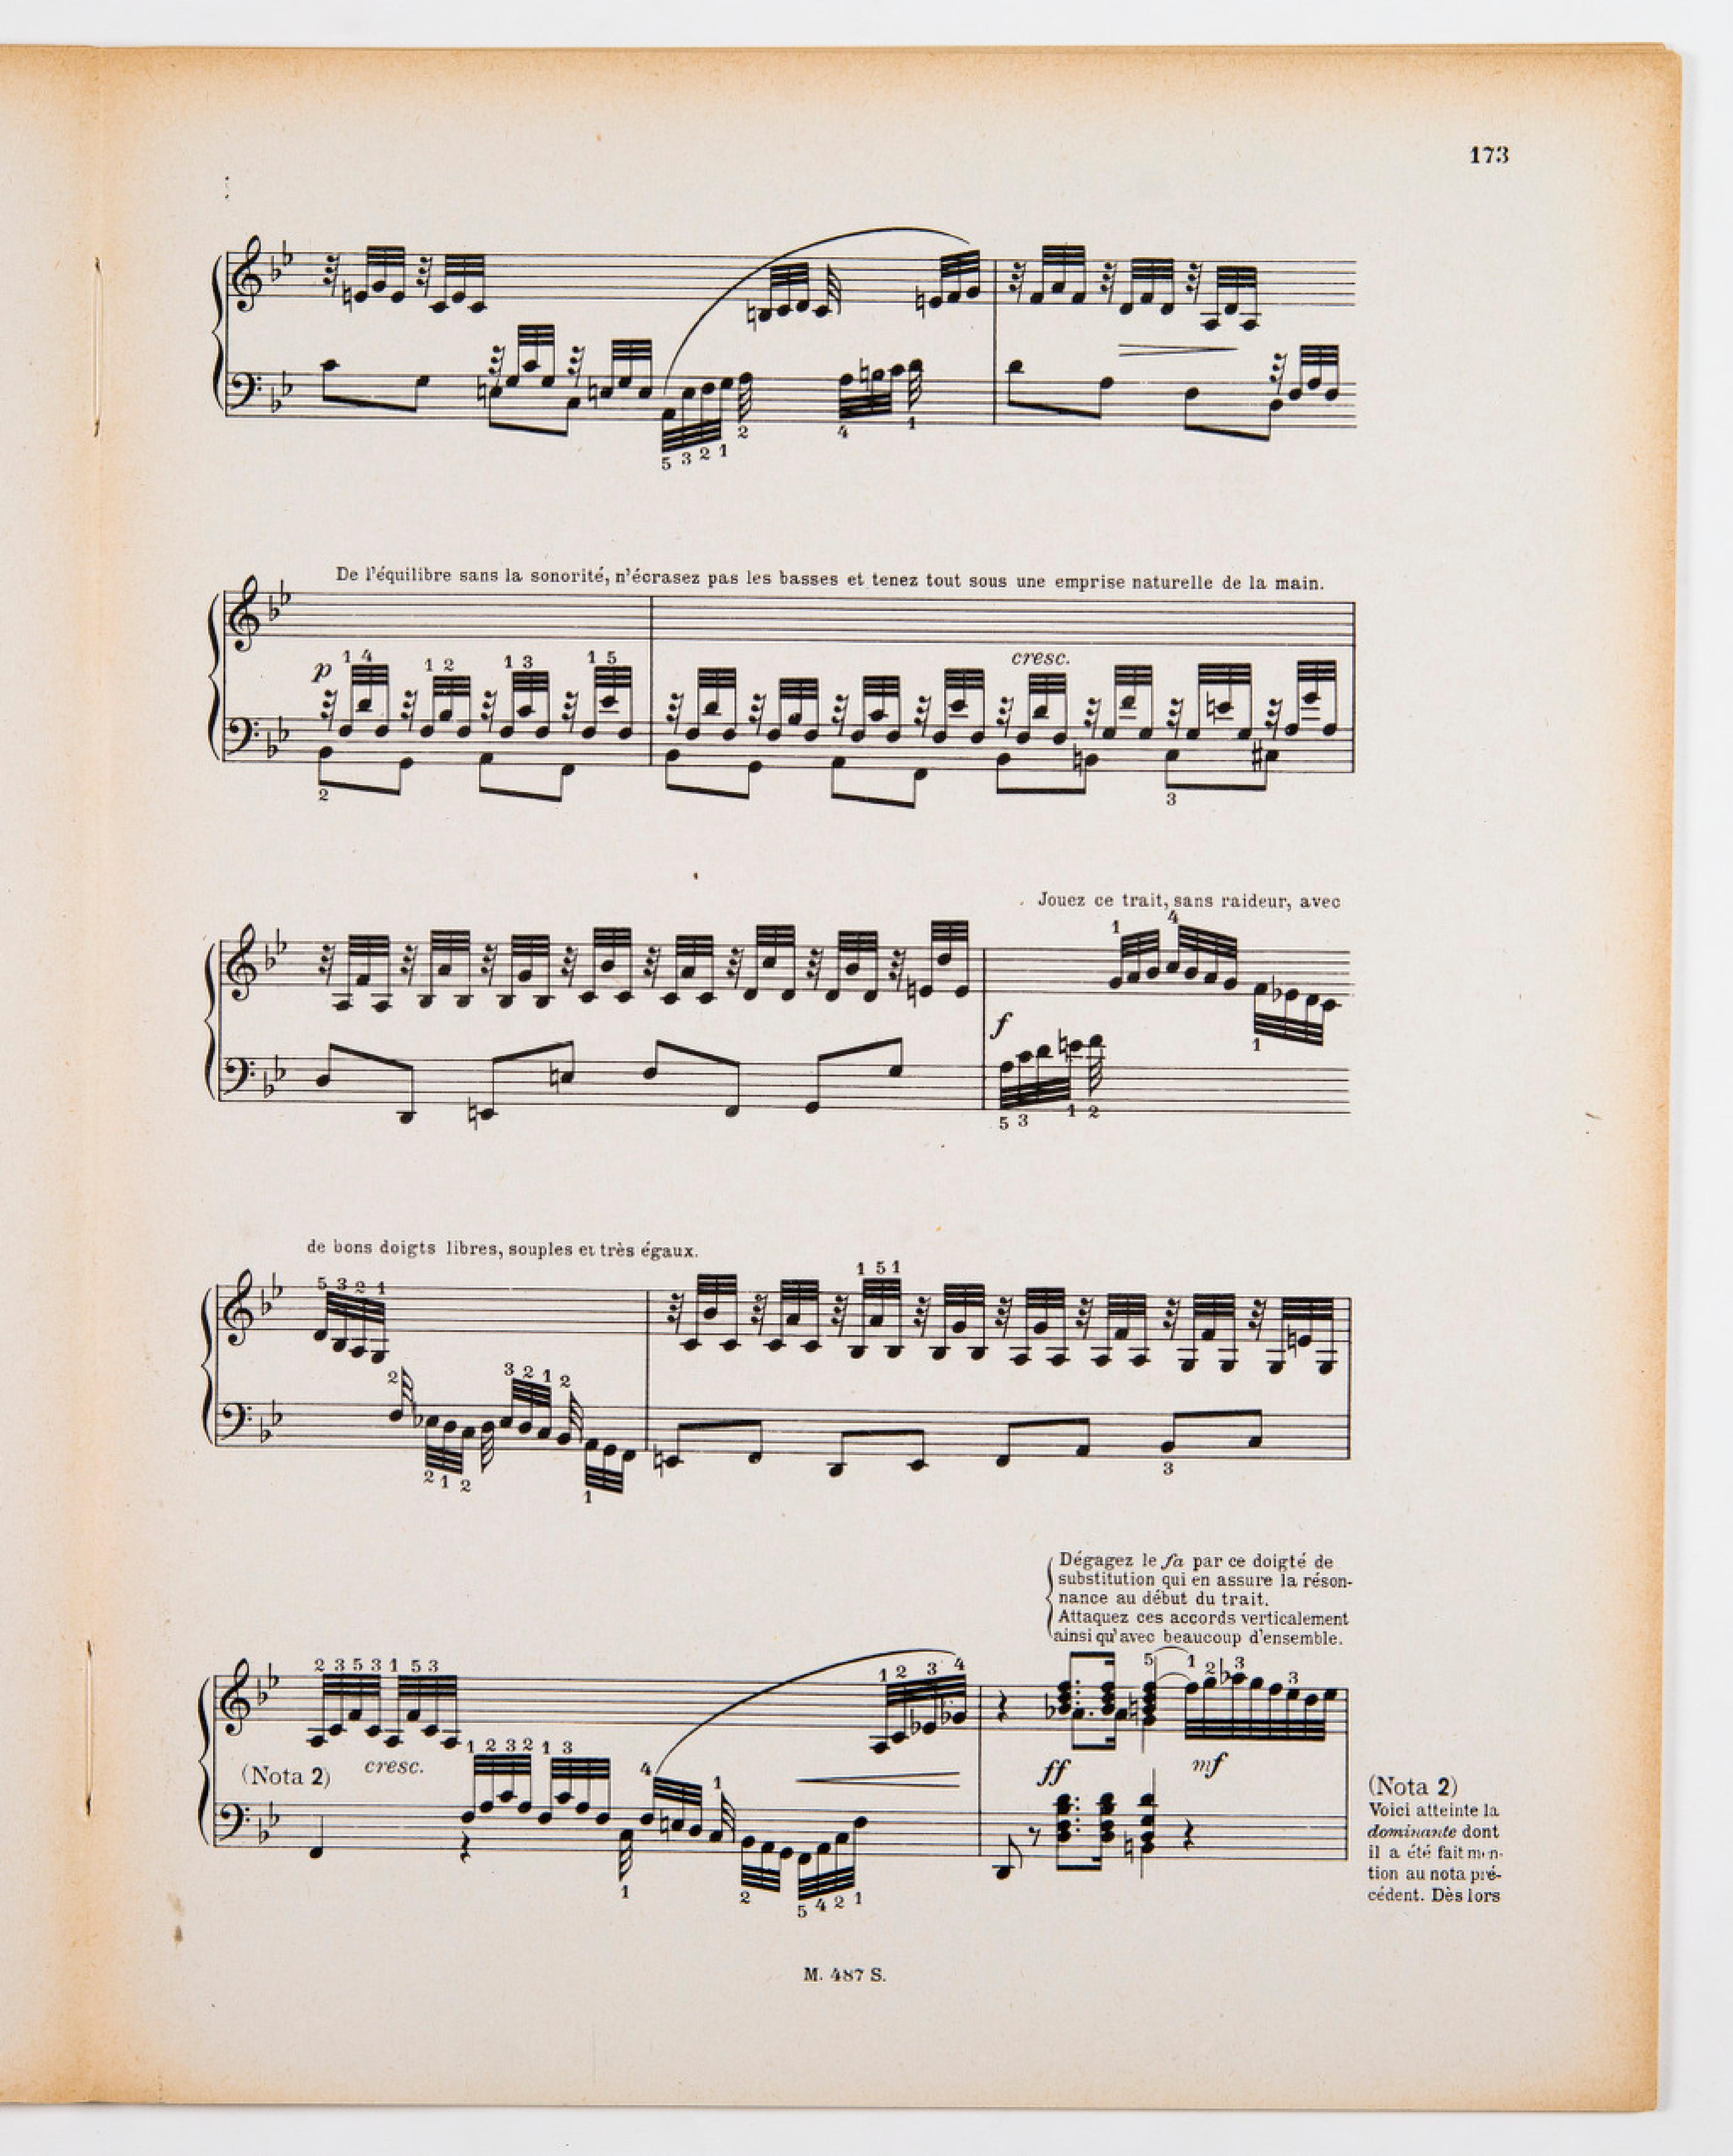 173
5 3 2 1 2 4 1
De l'équilibre sans la sonorité, n'écrasez pas les basses et tenez tout sous une emprise naturelle de la main.
p 1 4 1 2 1 3 1 5 cresc.
2 3
Jouez ce trait, sans raideur, avec
1 4
f 1
5 3 1 2
de bons doigts libres, souples et très égaux.
5 3 2 1 1 5 1
2 3 2 1 2
2 1 2 1 3
Dégagez le fa par ce doigté de
substitution qui en assure la réson-
nance au début du trait.
Attaquez ces accords verticalement
ainsi qu'avec beaucoup d'ensemble.
2 3 5 3 1 5 3 1 2 3 4 5 1 2 3 3
(Nota 2) cresc. ff mf
1 2 3 2 1 3 4 1
1 2 5 4 2 1
(Nota 2)
Voici atteinte la
dominante dont
il a été fait men-
tion au nota pré-
cédent. Dès lors
M. 487 S.